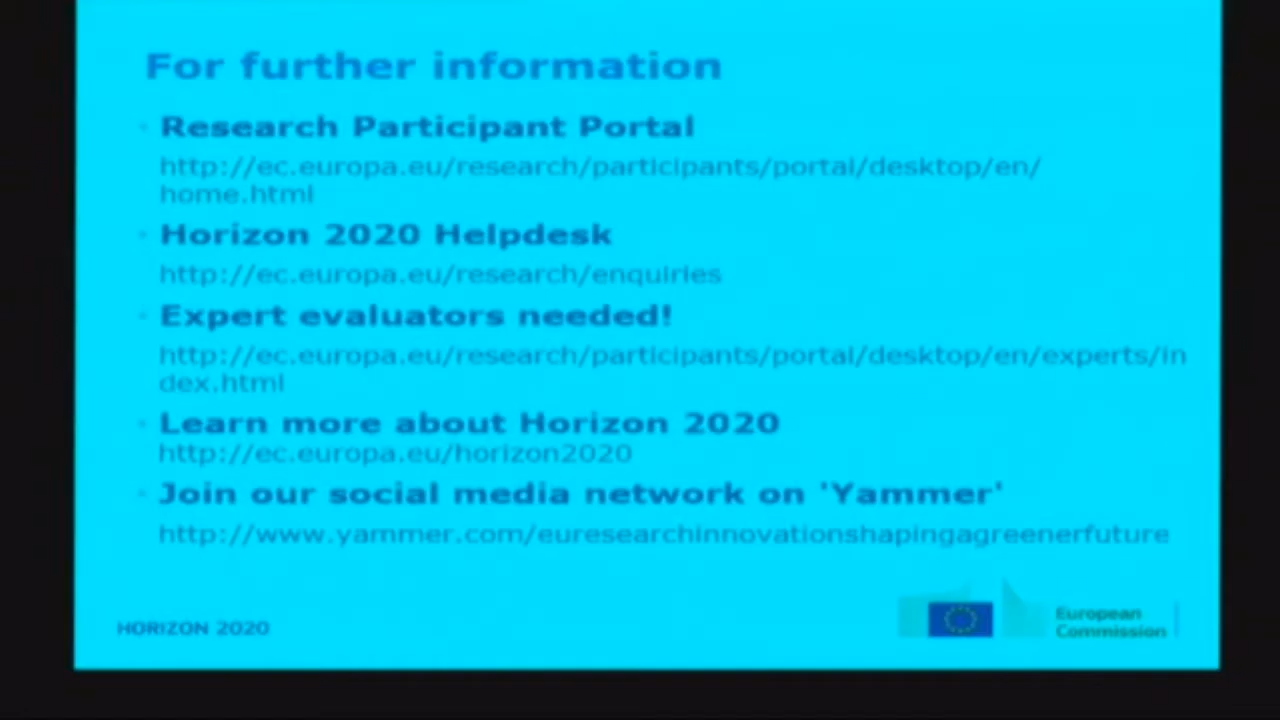 For further information
Research Participant Portal
http://ec.europa.eu/research/participants/portal/desktop/en/
home.html
Horizon 2020 Helpdesk
http://ec.europa.eu/research/enquiries
Expert evaluators needed!
http://ec.europa.eu/research/participants/portal/desktop/en/experts/in
dex.html
Learn more about Horizon 2020
http://ec.europa.eu/horizon2020
Join our social media network on 'Yammer'
http://www.yammer.com/euresearchinnovationshapingagreenerfuture
HORIZON 2020
European
Commission